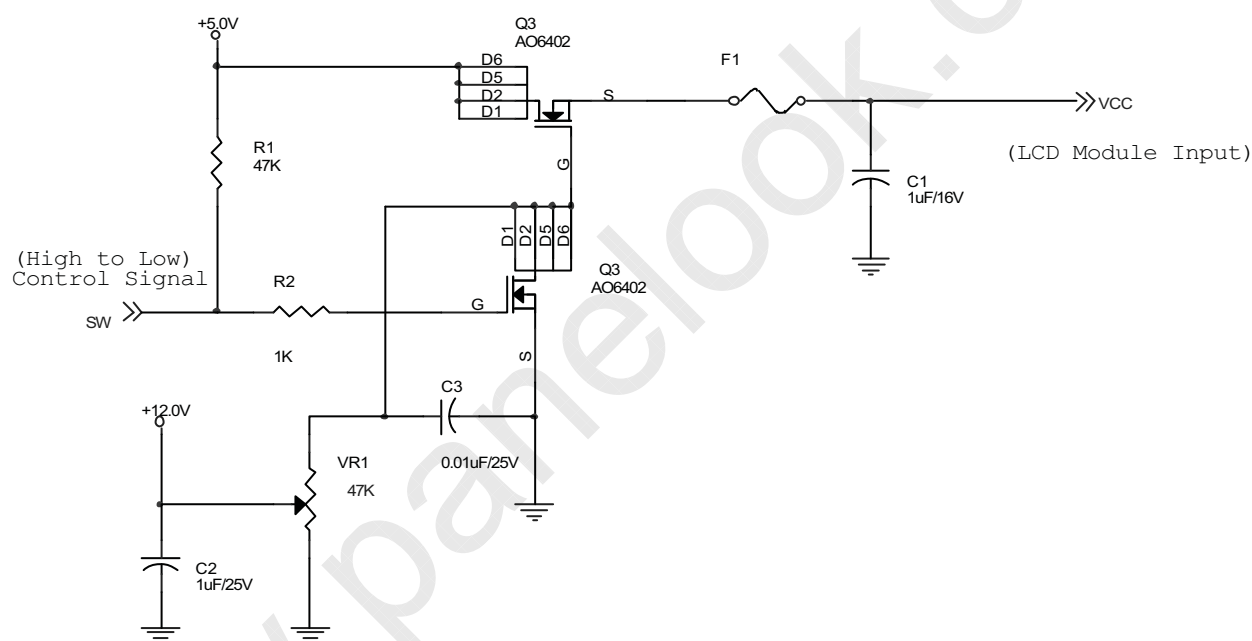 +5.0V
Q3
AO6402
D6
D5
D2
D1
S
F1
VCC
(LCD Module Input)
R1
47K
G
C1
1uF/16V
D1
D2
D5
D6
(High to Low)
Control Signal
R2
Q3
AO6402
SW
G
1K
S
C3
+12.0V
VR1
47K
0.01uF/25V
C2
1uF/25V
panelook.